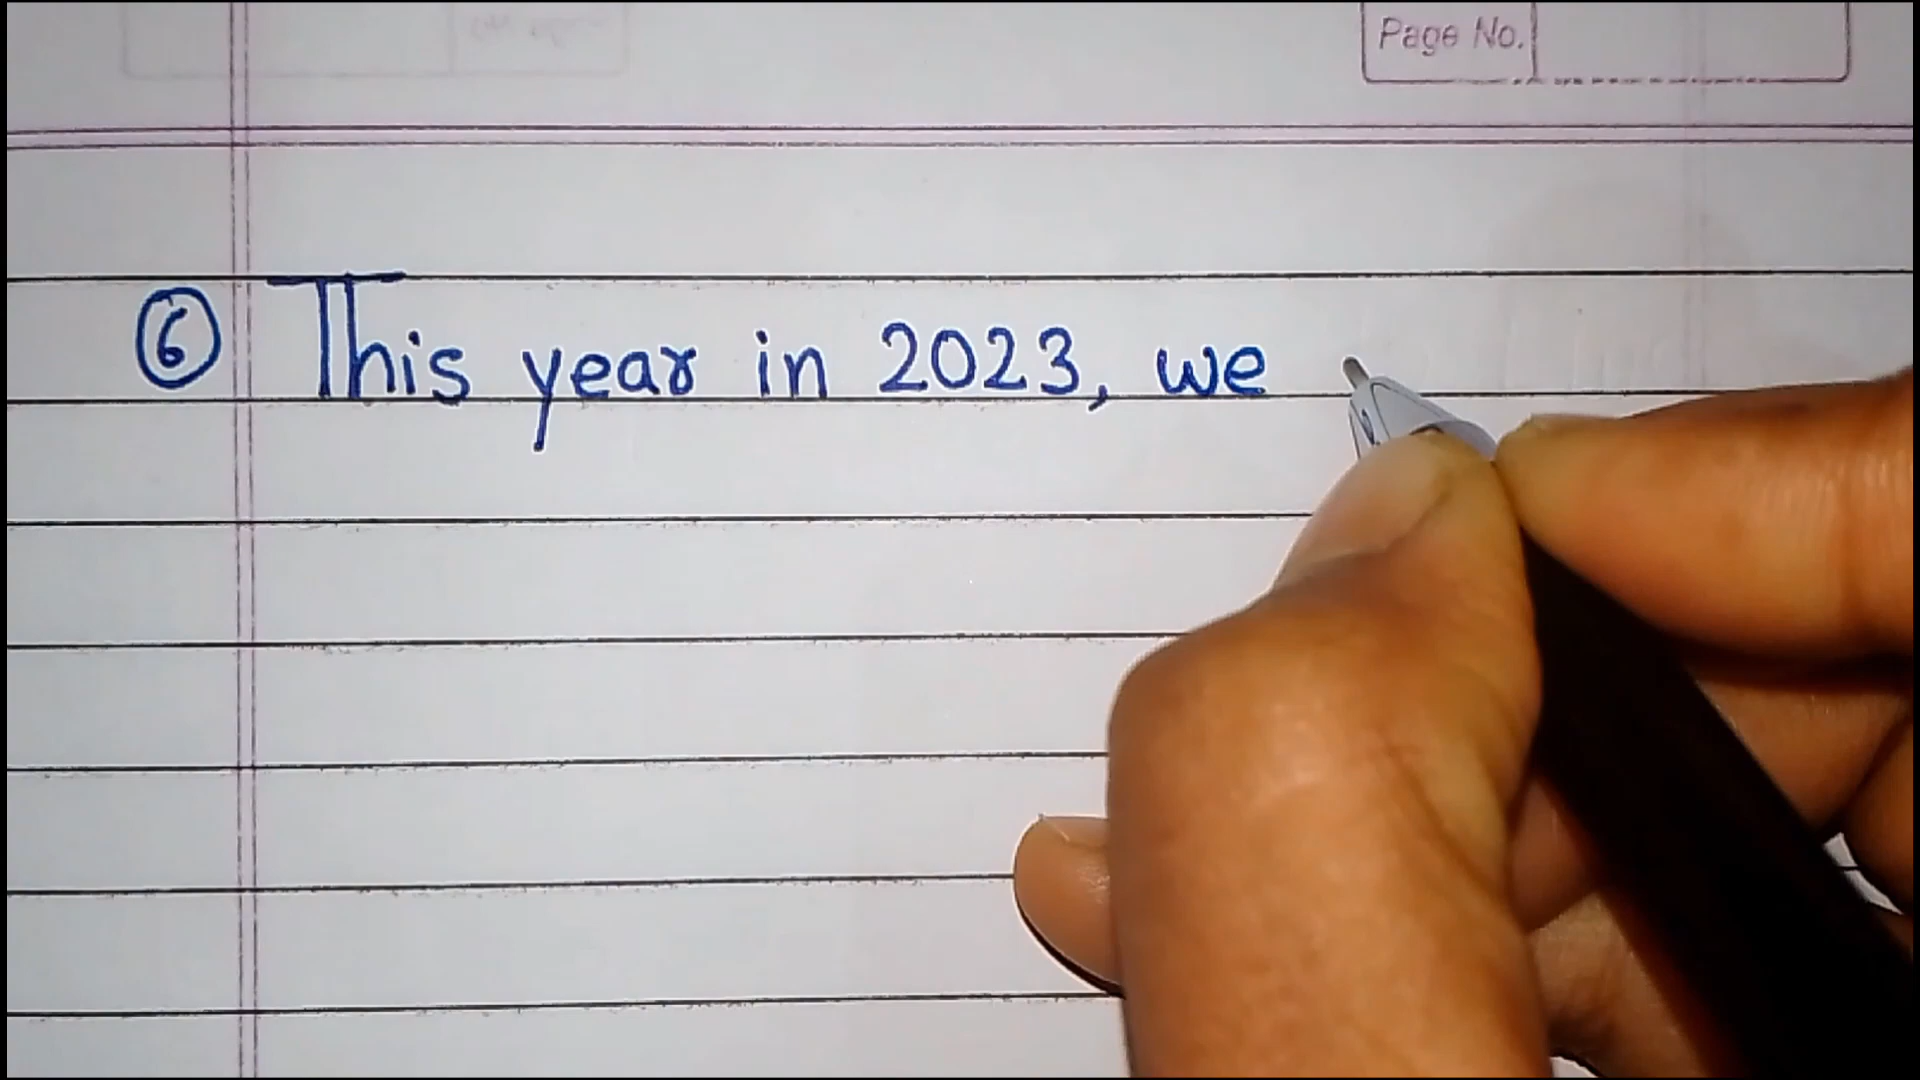 Page No.
⑥ This year in 2023, we